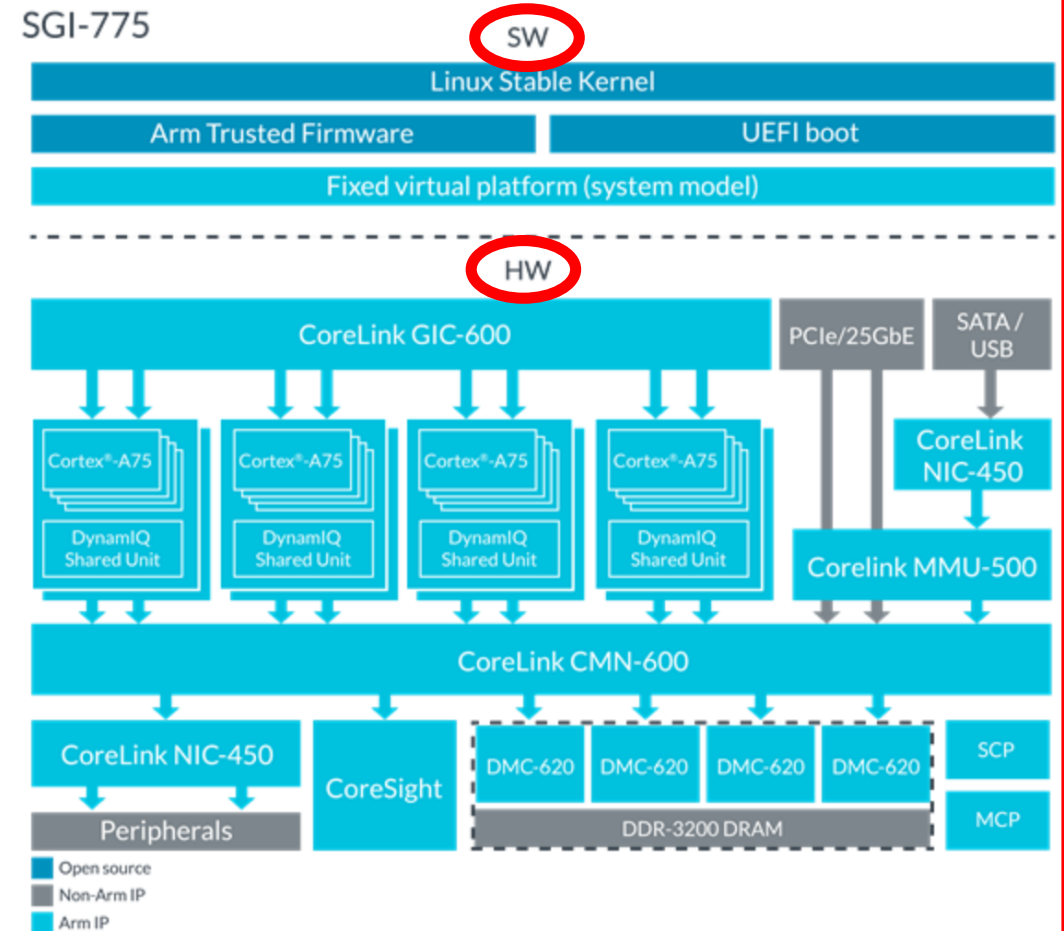 SGI-775
SW
Linux Stable Kernel
Arm Trusted Firmware
UEFI boot
Fixed virtual platform (system model)
HW
CoreLink GIC-600
PCIe/25GbE
SATA /
USB
Cortex®-A75
DynamIQ
Shared Unit
Cortex®-A75
DynamIQ
Shared Unit
Cortex®-A75
DynamIQ
Shared Unit
Cortex®-A75
DynamIQ
Shared Unit
CoreLink
NIC-450
Corelink MMU-500
CoreLink CMN-600
CoreLink NIC-450
Peripherals
CoreSight
DMC-620
DMC-620
DMC-620
DMC-620
DDR-3200 DRAM
SCP
MCP
Open source
Non-Arm IP
Arm IP